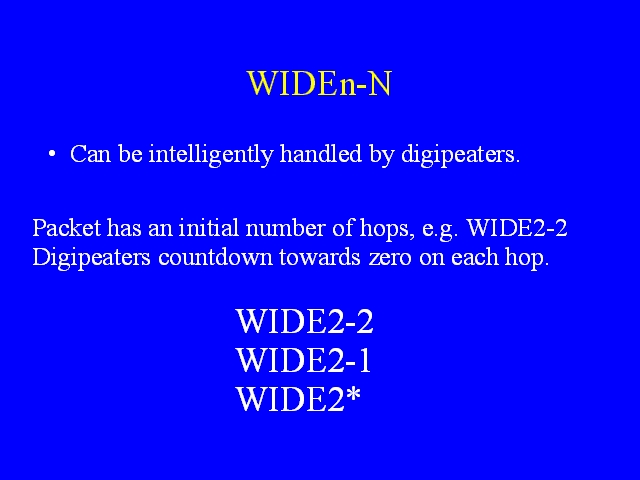 WIDEn-N
• Can be intelligently handled by digipeaters.
Packet has an initial number of hops, e.g. WIDE2-2
Digipeaters countdown towards zero on each hop.
WIDE2-2
WIDE2-1
WIDE2*